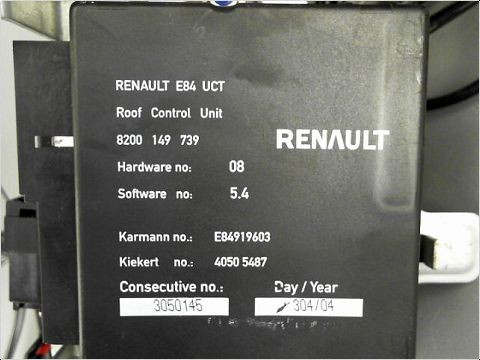 RENAULT E84 UCT
Roof Control Unit
8200 149 739
RENAULT
Hardware no: 08
Software no: 5.4
Karmann no.: E84919603
Kiekert no.: 4050 5487
Consecutive no.: Day / Year
3050145 304/04